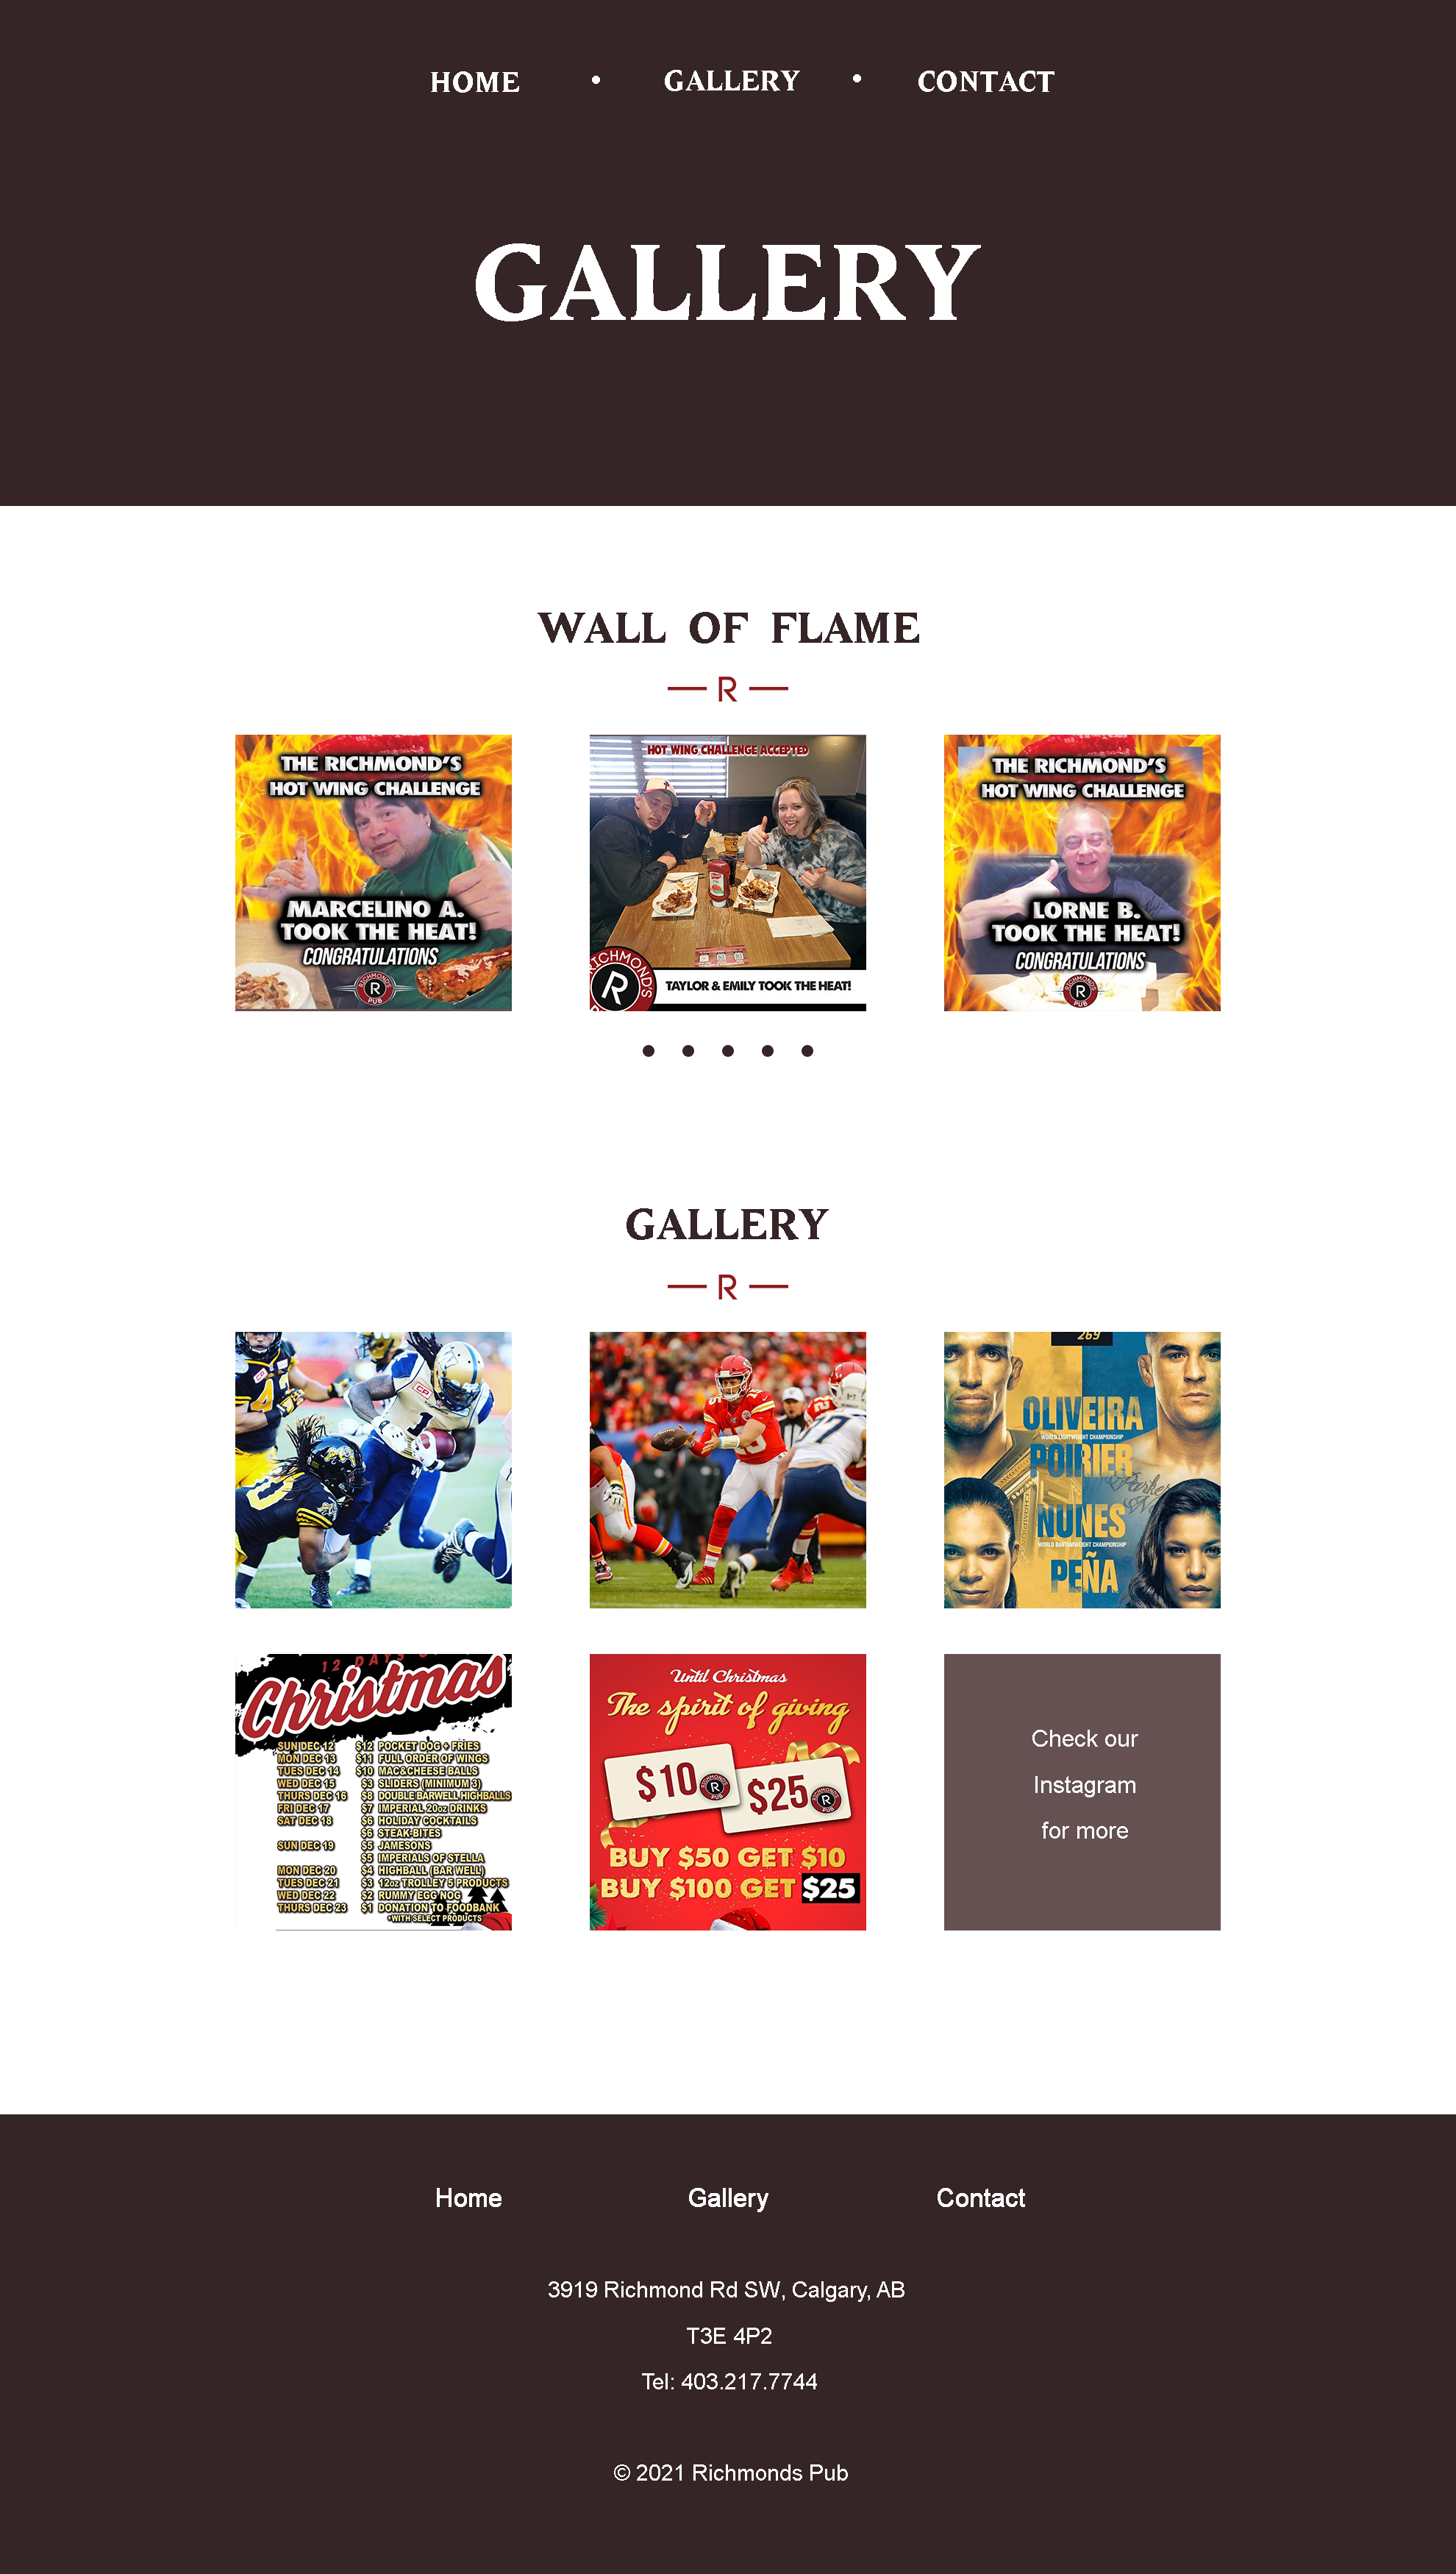 HOME • GALLERY • CONTACT
GALLERY
WALL OF FLAME
R
THE RICHMOND'S
HOT WING CHALLENGE
MARCELINO A.
TOOK THE HEAT!
CONGRATULATIONS
RICHMOND'S
R
PUB
HOT WING CHALLENGE ACCEPTED
RICHMOND'S
R
TAYLOR & EMILY TOOK THE HEAT!
THE RICHMOND'S
HOT WING CHALLENGE
LORNE B.
TOOK THE HEAT!
CONGRATULATIONS
RICHMOND'S
R
PUB
GALLERY
R
1
15
269
OLIVEIRA
WORLD LIGHTWEIGHT CHAMPIONSHIP
POIRIER
NUNES
WORLD BANTAMWEIGHT CHAMPIONSHIP
PEÑA
12 DAYS
Christmas
SUN DEC 12 $12 POCKET DOG + FRIES
MON DEC 13 $11 FULL ORDER OF WINGS
TUES DEC 14 $10 MAC&CHEESE BALLS
WED DEC 15 $3 SLIDERS (MINIMUM 3)
THURS DEC 16 $8 DOUBLE BARWELL HIGHBALLS
FRI DEC 17 $7 IMPERIAL 20oz DRINKS
SAT DEC 18 $6 HOLIDAY COCKTAILS
$6 STEAK-BITES
SUN DEC 19 $5 JAMESONS
$5 IMPERIALS OF STELLA
MON DEC 20 $4 HIGHBALL (BAR WELL)
TUES DEC 21 $3 12oz TROLLEY 5 PRODUCTS
WED DEC 22 $2 RUMMY EGG NOG
THURS DEC 23 $1 DONATION TO FOODBANK
*WITH SELECT PRODUCTS
Until Christmas
The spirit of giving
$10 R PUB
$25 R PUB
BUY $50 GET $10
BUY $100 GET $25
Check our
Instagram
for more
Home Gallery Contact
3919 Richmond Rd SW, Calgary, AB
T3E 4P2
Tel: 403.217.7744
© 2021 Richmonds Pub